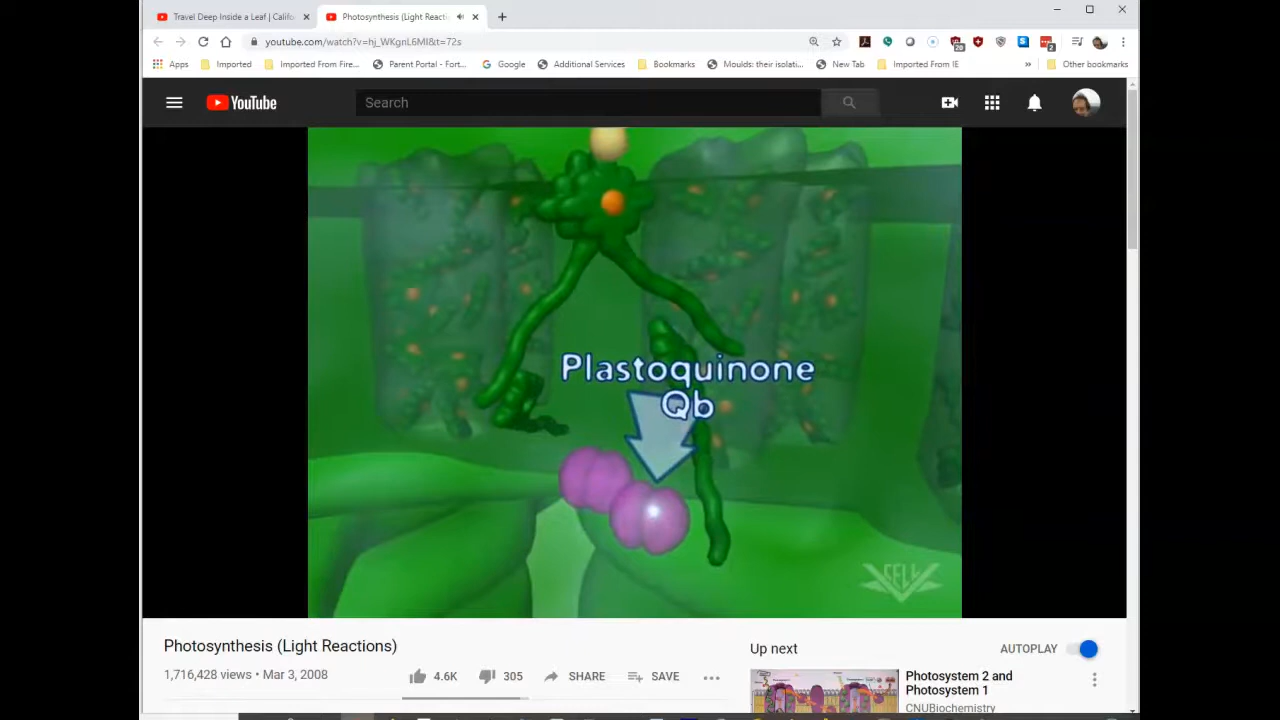 Travel Deep Inside a Leaf | Califo
Photosynthesis (Light Reacti
youtube.com/watch?v=hj_WKgnL6MI&t=72s
20
2
Apps
Imported
Imported From Fire...
Parent Portal - Fort...
Google
Additional Services
Bookmarks
Moulds: their isolati...
New Tab
Imported From IE
»
Other bookmarks
YouTube
Search
Plastoquinone
Qb
Photosynthesis (Light Reactions)
1,716,428 views • Mar 3, 2008
4.6K
305
SHARE
SAVE
Up next
AUTOPLAY
Photosystem 2 and
Photosystem 1
CNUBiochemistry